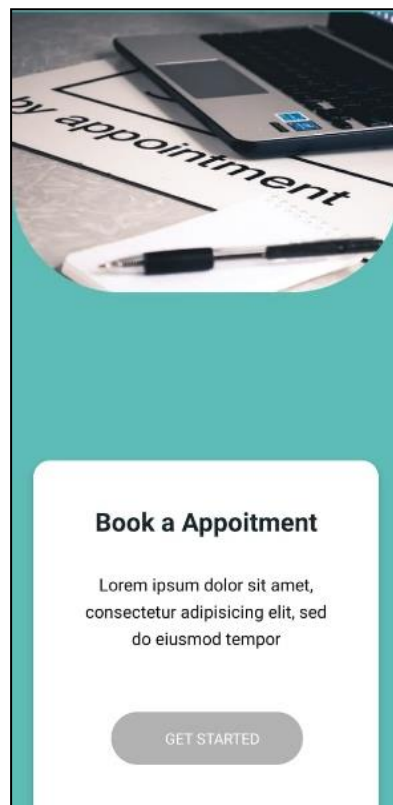 by appointment
Book a Appoitment
Lorem ipsum dolor sit amet,
consectetur adipisicing elit, sed
do eiusmod tempor
GET STARTED